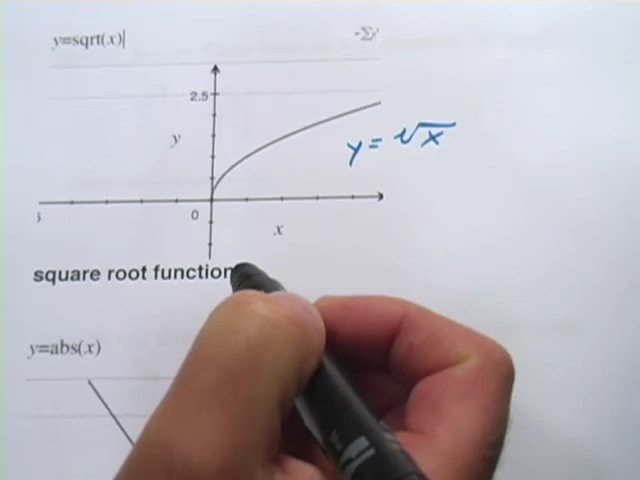 y=sqrt(x)
2.5
y
y = √x
0
x
square root function
y=abs(x)